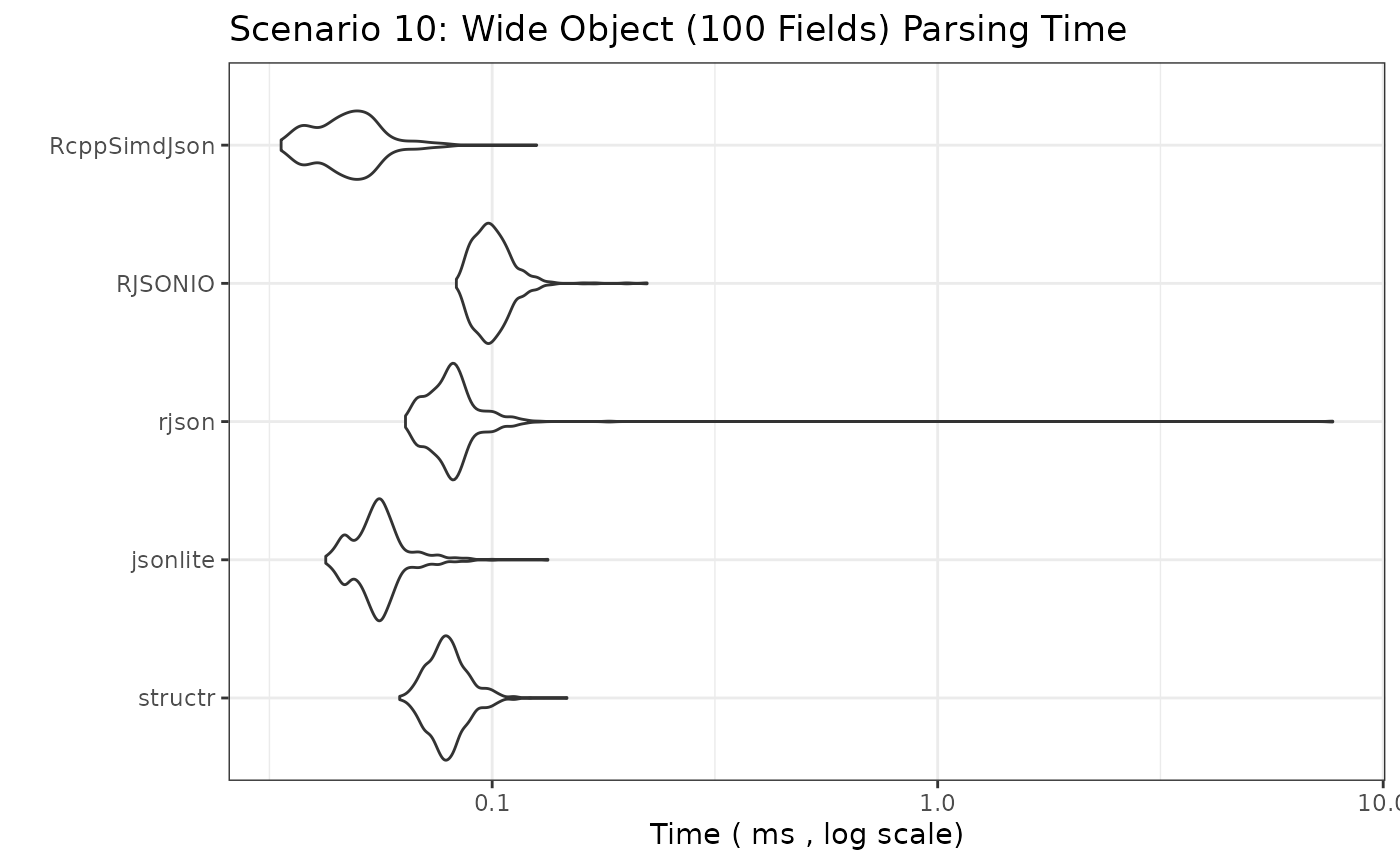 Scenario 10: Wide Object (100 Fields) Parsing Time
RcppSimdJson
RJSONIO
rjson
jsonlite
structr
0.1 1.0 10.0
Time ( ms , log scale)